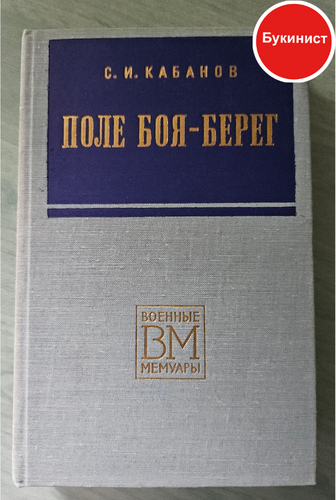 Букинист
С. И. КАБАНОВ
ПОЛЕ БОЯ-БЕРЕГ
ВОЕННЫЕ
ВМ
МЕМУАРЫ